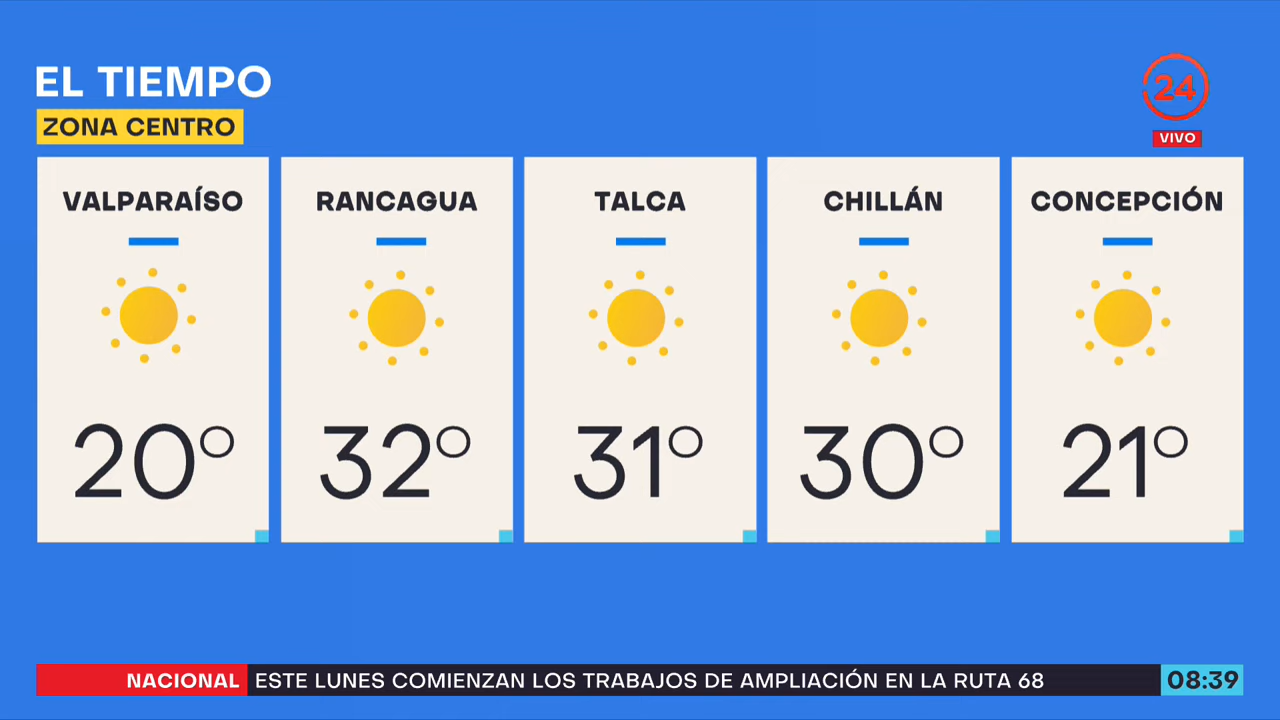 EL TIEMPO
ZONA CENTRO
24
VIVO
VALPARAÍSO
20°
RANCAGUA
32°
TALCA
31°
CHILLÁN
30°
CONCEPCIÓN
21°
NACIONAL ESTE LUNES COMIENZAN LOS TRABAJOS DE AMPLIACIÓN EN LA RUTA 68 08:39